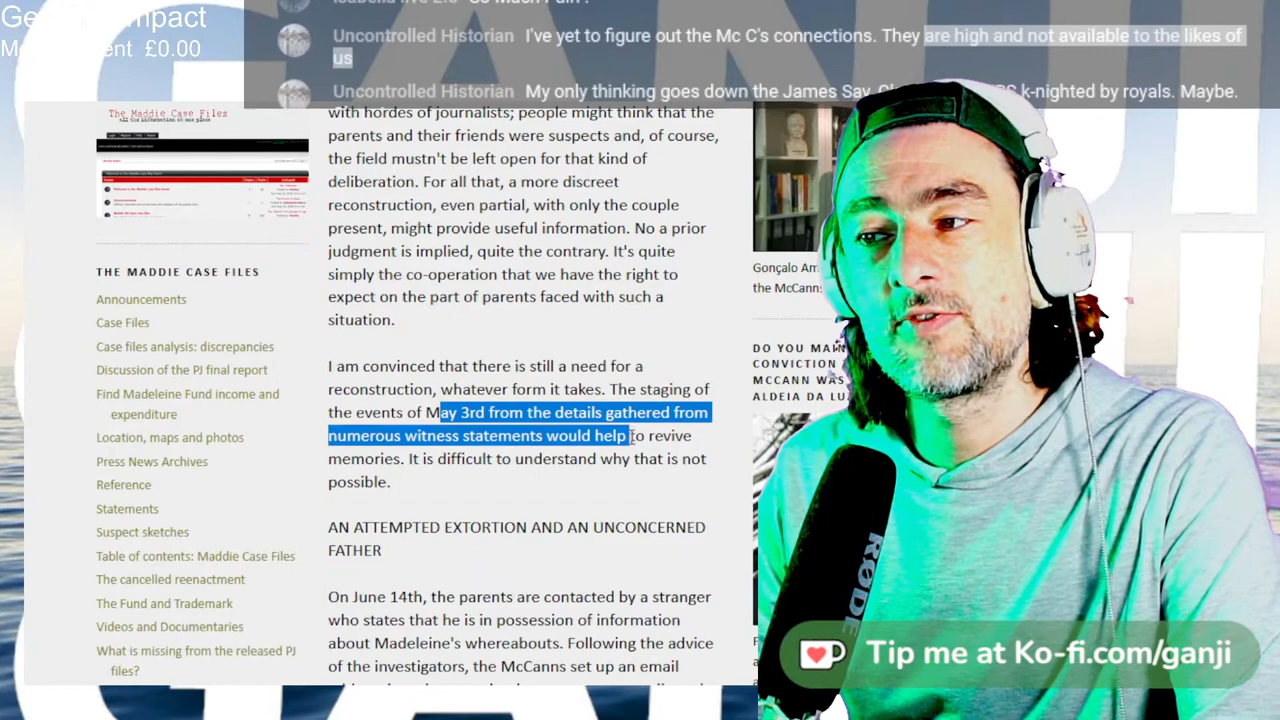 Ge Impact
M ent £0.00
Uncontrolled Historian I've yet to figure out the Mc C's connections. They are high and not available to the likes of
us
Uncontrolled Historian My only thinking goes down the James Sav, k-nighted by royals. Maybe.
The Maddie Case Files
with hordes of journalists; people might think that the
parents and their friends were suspects and, of course,
the field mustn't be left open for that kind of
deliberation. For all that, a more discreet
reconstruction, even partial, with only the couple
present, might provide useful information. No a prior
judgment is implied, quite the contrary. It's quite
simply the co-operation that we have the right to
expect on the part of parents faced with such a
situation.
I am convinced that there is still a need for a
reconstruction, whatever form it takes. The staging of
the events of May 3rd from the details gathered from
numerous witness statements would help to revive
memories. It is difficult to understand why that is not
possible.
AN ATTEMPTED EXTORTION AND AN UNCONCERNED
FATHER
On June 14th, the parents are contacted by a stranger
who states that he is in possession of information
about Madeleine's whereabouts. Following the advice
of the investigators, the McCanns set up an email
THE MADDIE CASE FILES
Announcements
Case Files
Case files analysis: discrepancies
Discussion of the PJ final report
Find Madeleine Fund income and
expenditure
Location, maps and photos
Press News Archives
Reference
Statements
Suspect sketches
Table of contents: Maddie Case Files
The cancelled reenactment
The Fund and Trademark
Videos and Documentaries
What is missing from the released PJ
files?
Gonçalo Am
the McCanns
DO YOU MAIN
CONVICTION
MCCANN WAS
ALDEIA DA LU
RØDE
Tip me at Ko-fi.com/ganji